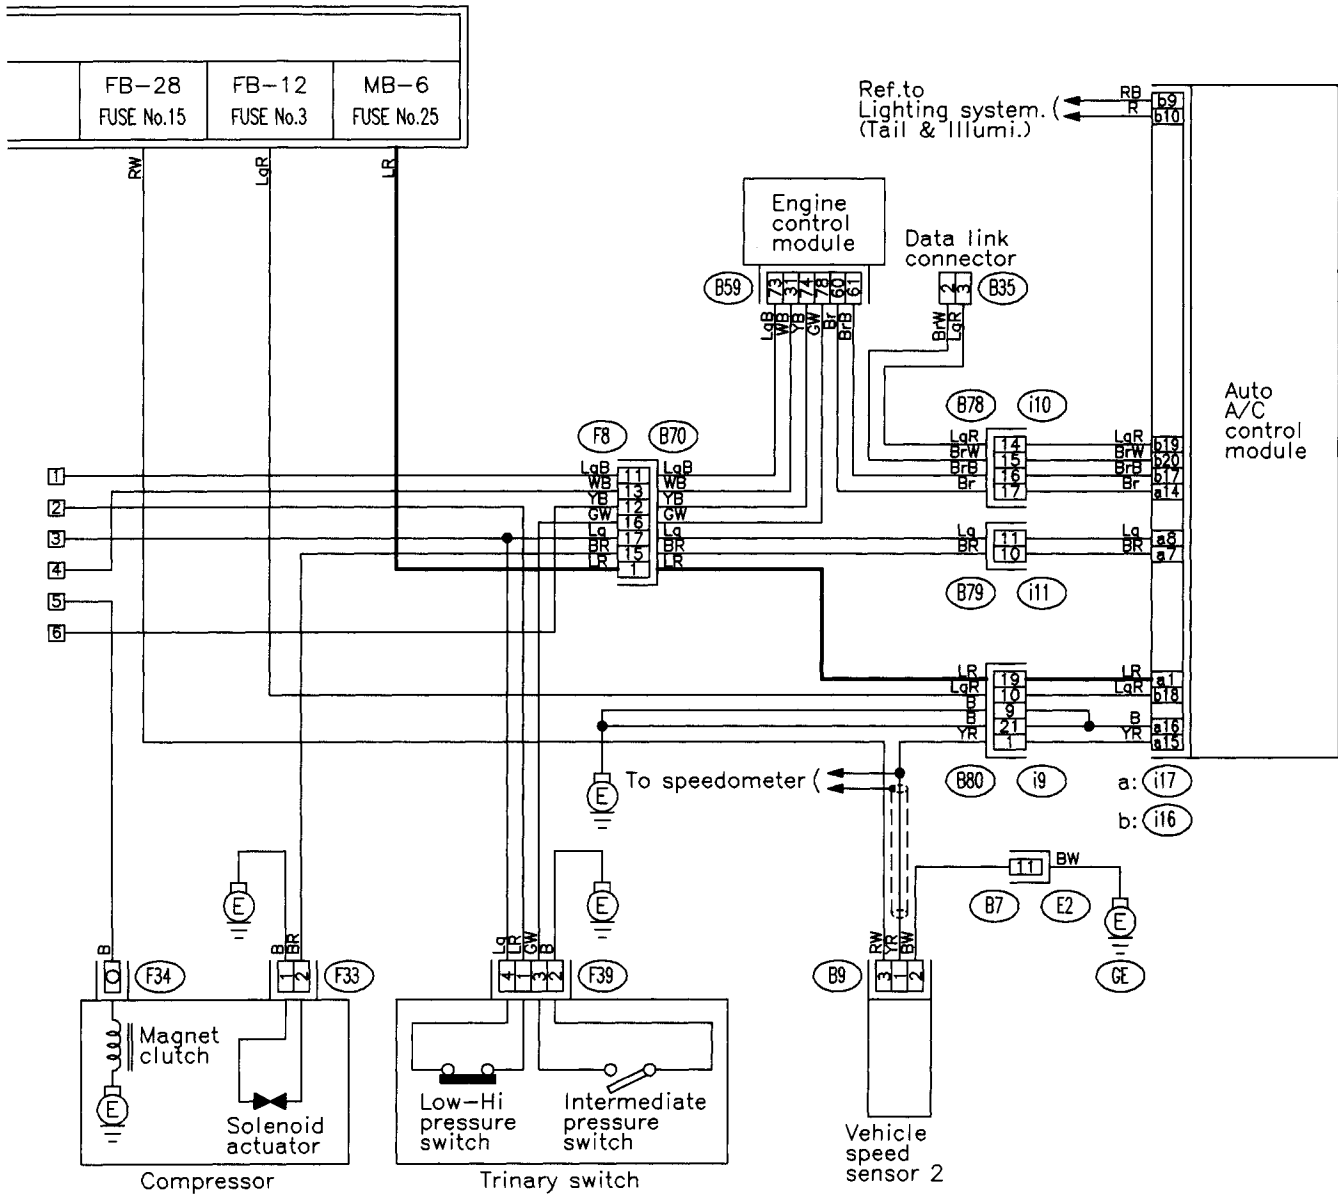 FB-28
FUSE No.15
FB-12
FUSE No.3
MB-6
FUSE No.25
RW
LgR
LR
Ref.to
Lighting system.
(Tail & Illumi.)
RB
R
b9
b10
Engine
control
module
Data link
connector
B59
73
31
74
78
60
61
2
3
B35
LgB
WB
YB
GW
Br
BrB
BrW
LgR
Auto
A/C
control
module
B78
i10
F8
B70
LgR
14
LgR
b19
BrW
15
BrW
b20
BrB
16
BrB
b17
Br
17
Br
a14
1
LgB
11
LgB
WB
13
WB
2
YB
12
YB
GW
16
GW
3
Lg
17
Lg
Lg
11
Lg
a8
BR
15
BR
BR
10
BR
a7
4
LR
1
LR
5
6
B79
i11
LR
19
LR
a1
LgR
10
LgR
b18
B
9
B
21
B
a16
YR
1
YR
a15
E
To speedometer (
B80
i9
a: i17
b: i16
11
BW
B7
E2
E
GE
E
E
B
B
BR
Lg
LR
GW
B
RW
YR
BW
F34
1
2
F33
4
1
3
2
F39
B9
3
1
2
Magnet
clutch
E
Solenoid
actuator
Compressor
Low-Hi
pressure
switch
Intermediate
pressure
switch
Trinary switch
Vehicle
speed
sensor 2